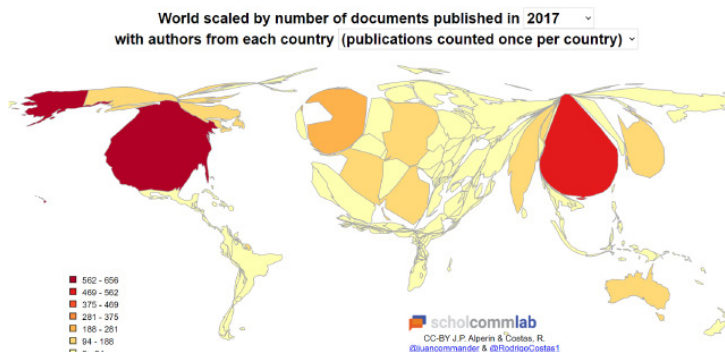 World scaled by number of documents published in 2017
with authors from each country (publications counted once per country)
562 - 656
469 - 562
375 - 469
281 - 375
188 - 281
94 - 188
scholcommlab
CC-BY J.P. Alperin & Costas, R.
@juancommander & @RodrigoCostas1